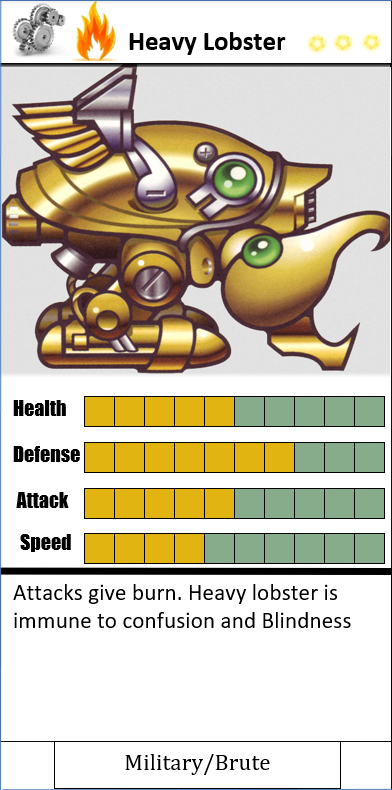 Heavy Lobster
Health
Defense
Attack
Speed
Attacks give burn. Heavy lobster is
immune to confusion and Blindness
Military/Brute